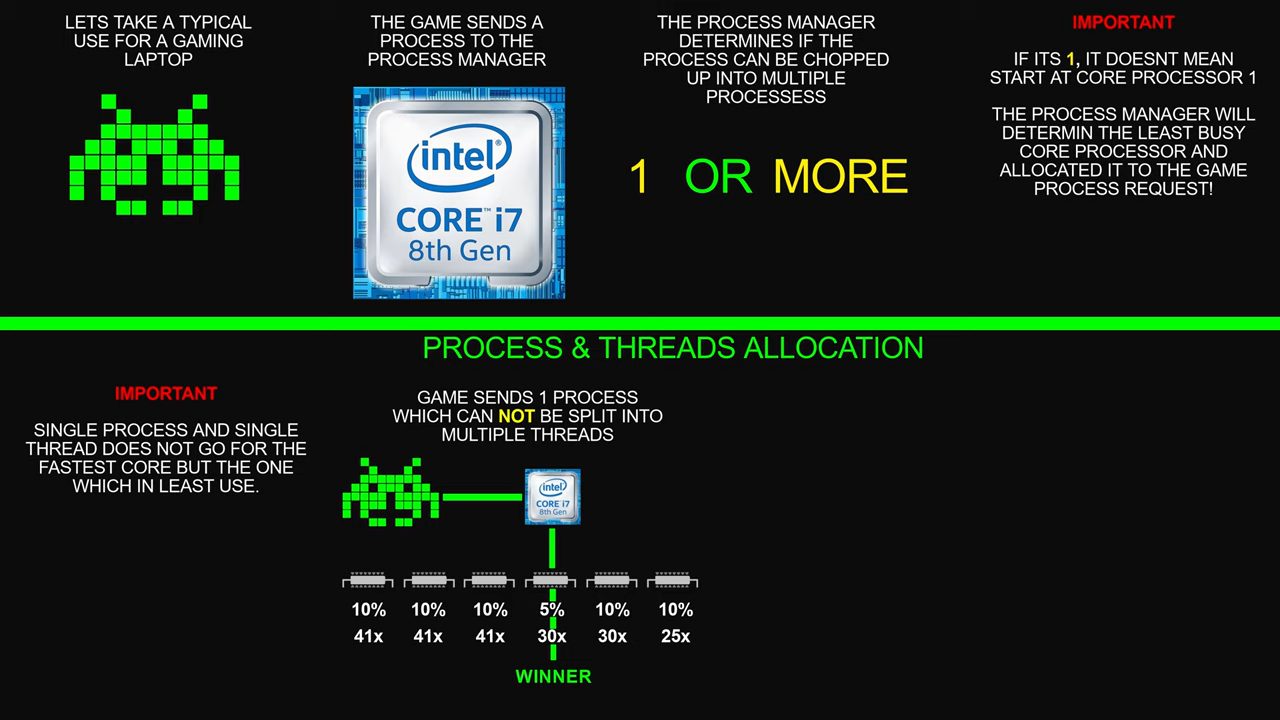 LETS TAKE A TYPICAL
USE FOR A GAMING
LAPTOP
THE GAME SENDS A
PROCESS TO THE
PROCESS MANAGER
intel®
CORE™ i7
8th Gen
THE PROCESS MANAGER
DETERMINES IF THE
PROCESS CAN BE CHOPPED
UP INTO MULTIPLE
PROCESSESS
1 OR MORE
IMPORTANT
IF ITS 1, IT DOESNT MEAN
START AT CORE PROCESSOR 1
THE PROCESS MANAGER WILL
DETERMIN THE LEAST BUSY
CORE PROCESSOR AND
ALLOCATED IT TO THE GAME
PROCESS REQUEST!
PROCESS & THREADS ALLOCATION
IMPORTANT
SINGLE PROCESS AND SINGLE
THREAD DOES NOT GO FOR THE
FASTEST CORE BUT THE ONE
WHICH IN LEAST USE.
GAME SENDS 1 PROCESS
WHICH CAN NOT BE SPLIT INTO
MULTIPLE THREADS
intel
CORE i7
8th Gen
10% 10% 10% 5% 10% 10%
41x 41x 41x 30x 30x 25x
WINNER